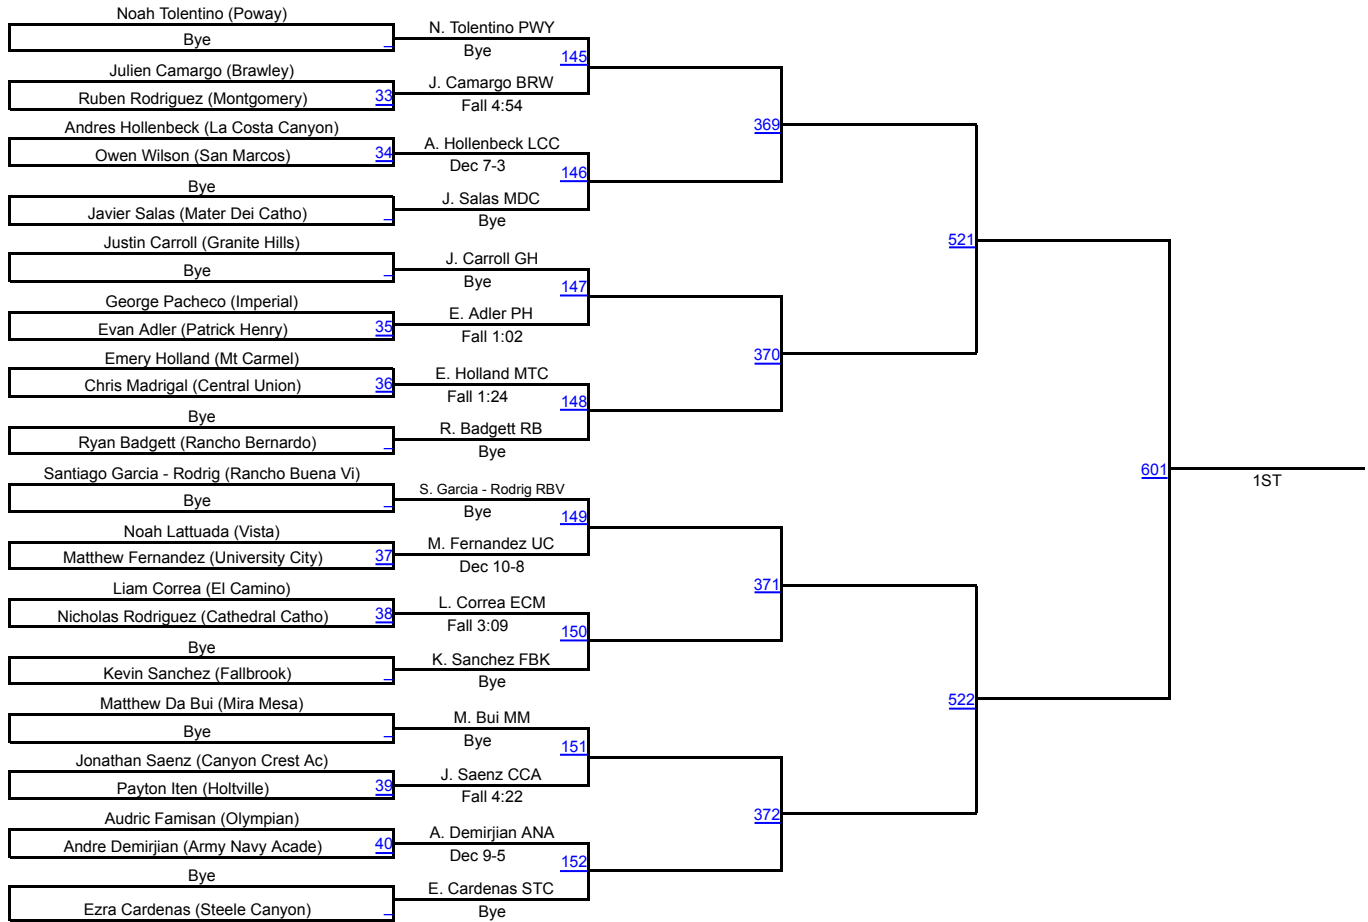 Noah Tolentino (Poway)
Bye
N. Tolentino PWY
Bye
145
Julien Camargo (Brawley)
Ruben Rodriguez (Montgomery) 33
J. Camargo BRW
Fall 4:54
369
Andres Hollenbeck (La Costa Canyon)
Owen Wilson (San Marcos) 34
A. Hollenbeck LCC
Dec 7-3
146
Bye
Javier Salas (Mater Dei Catho)
J. Salas MDC
Bye
521
Justin Carroll (Granite Hills)
Bye
J. Carroll GH
Bye
147
George Pacheco (Imperial)
Evan Adler (Patrick Henry) 35
E. Adler PH
Fall 1:02
370
Emery Holland (Mt Carmel)
Chris Madrigal (Central Union) 36
E. Holland MTC
Fall 1:24
148
Bye
Ryan Badgett (Rancho Bernardo)
R. Badgett RB
Bye
601
1ST
Santiago Garcia - Rodrig (Rancho Buena Vi)
Bye
S. Garcia - Rodrig RBV
Bye
149
Noah Lattuada (Vista)
Matthew Fernandez (University City) 37
M. Fernandez UC
Dec 10-8
371
Liam Correa (El Camino)
Nicholas Rodriguez (Cathedral Catho) 38
L. Correa ECM
Fall 3:09
150
Bye
Kevin Sanchez (Fallbrook)
K. Sanchez FBK
Bye
522
Matthew Da Bui (Mira Mesa)
Bye
M. Bui MM
Bye
151
Jonathan Saenz (Canyon Crest Ac)
Payton Iten (Holtville) 39
J. Saenz CCA
Fall 4:22
372
Audric Famisan (Olympian)
Andre Demirjian (Army Navy Acade) 40
A. Demirjian ANA
Dec 9-5
152
Bye
Ezra Cardenas (Steele Canyon)
E. Cardenas STC
Bye